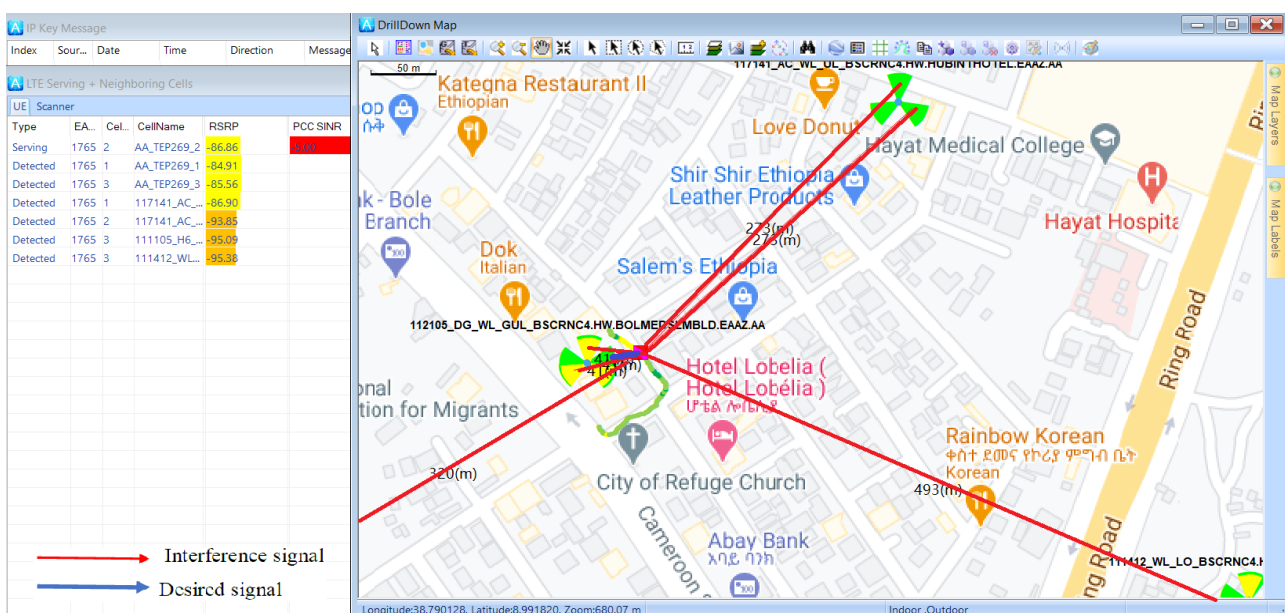 IP Key Message
Index Sour... Date Time Direction Message
LTE Serving + Neighboring Cells
UE Scanner
Type EA... Cel... CellName RSRP PCC SINR
Serving 1765 2 AA_TEP269_2 -86.86 -5.00
Detected 1765 1 AA_TEP269_1 -84.91
Detected 1765 3 AA_TEP269_3 -85.56
Detected 1765 1 117141_AC_... -86.90
Detected 1765 2 117141_AC_... -93.85
Detected 1765 3 111105_H6_... -95.09
Detected 1765 3 111412_WL... -95.38
Interference signal
Desired signal
DrillDown Map
50 m
117141_AC_WL_UL_BSCRNC4.HW.HUBINTHOTEL.EAAZ.AA
Kategna Restaurant II
Ethiopian
Love Donut
Hayat Medical College
Shir Shir Ethiopia
Leather Products
Hayat Hospita
ak - Bole
Branch
273(m)
273(m)
Dok
Italian
Salem's Ethiopia
112105_DG_WL_GUL_BSCRNC4.HW.BOLMEDSLMBLD.EAAZ.AA
41(m)
Hotel Lobelia (
Hotel Lobélia )
ሆቴል ሎቤሊያ
onal
tion for Migrants
Ring Road
Rainbow Korean
ቀስተ ደመና የኮሪያ ምግብ ቤት
Korean
320(m)
City of Refuge Church
493(m)
Cameroon
Abay Bank
አባይ ባንክ
Ring Road
111412_WL_LO_BSCRNC4.H
Map Layers
Map Labels
Longitude:38.790128, Latitude:8.991820, Zoom:680.07 m
Indoor ,Outdoor